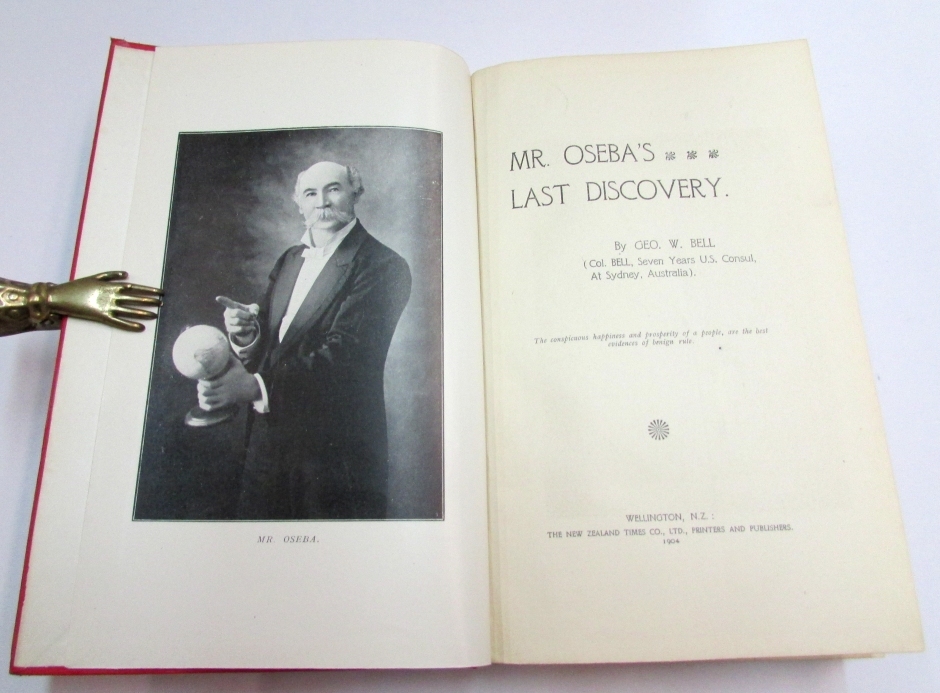 MR. OSEBA.
MR. OSEBA'S
LAST DISCOVERY.
By GEO. W. BELL
(Col. BELL, Seven Years U.S. Consul,
At Sydney, Australia).
The conspicuous happiness and prosperity of a people, are the best
evidences of benign rule.
WELLINGTON, N.Z. :
THE NEW ZEALAND TIMES CO., LTD., PRINTERS AND PUBLISHERS.
1904